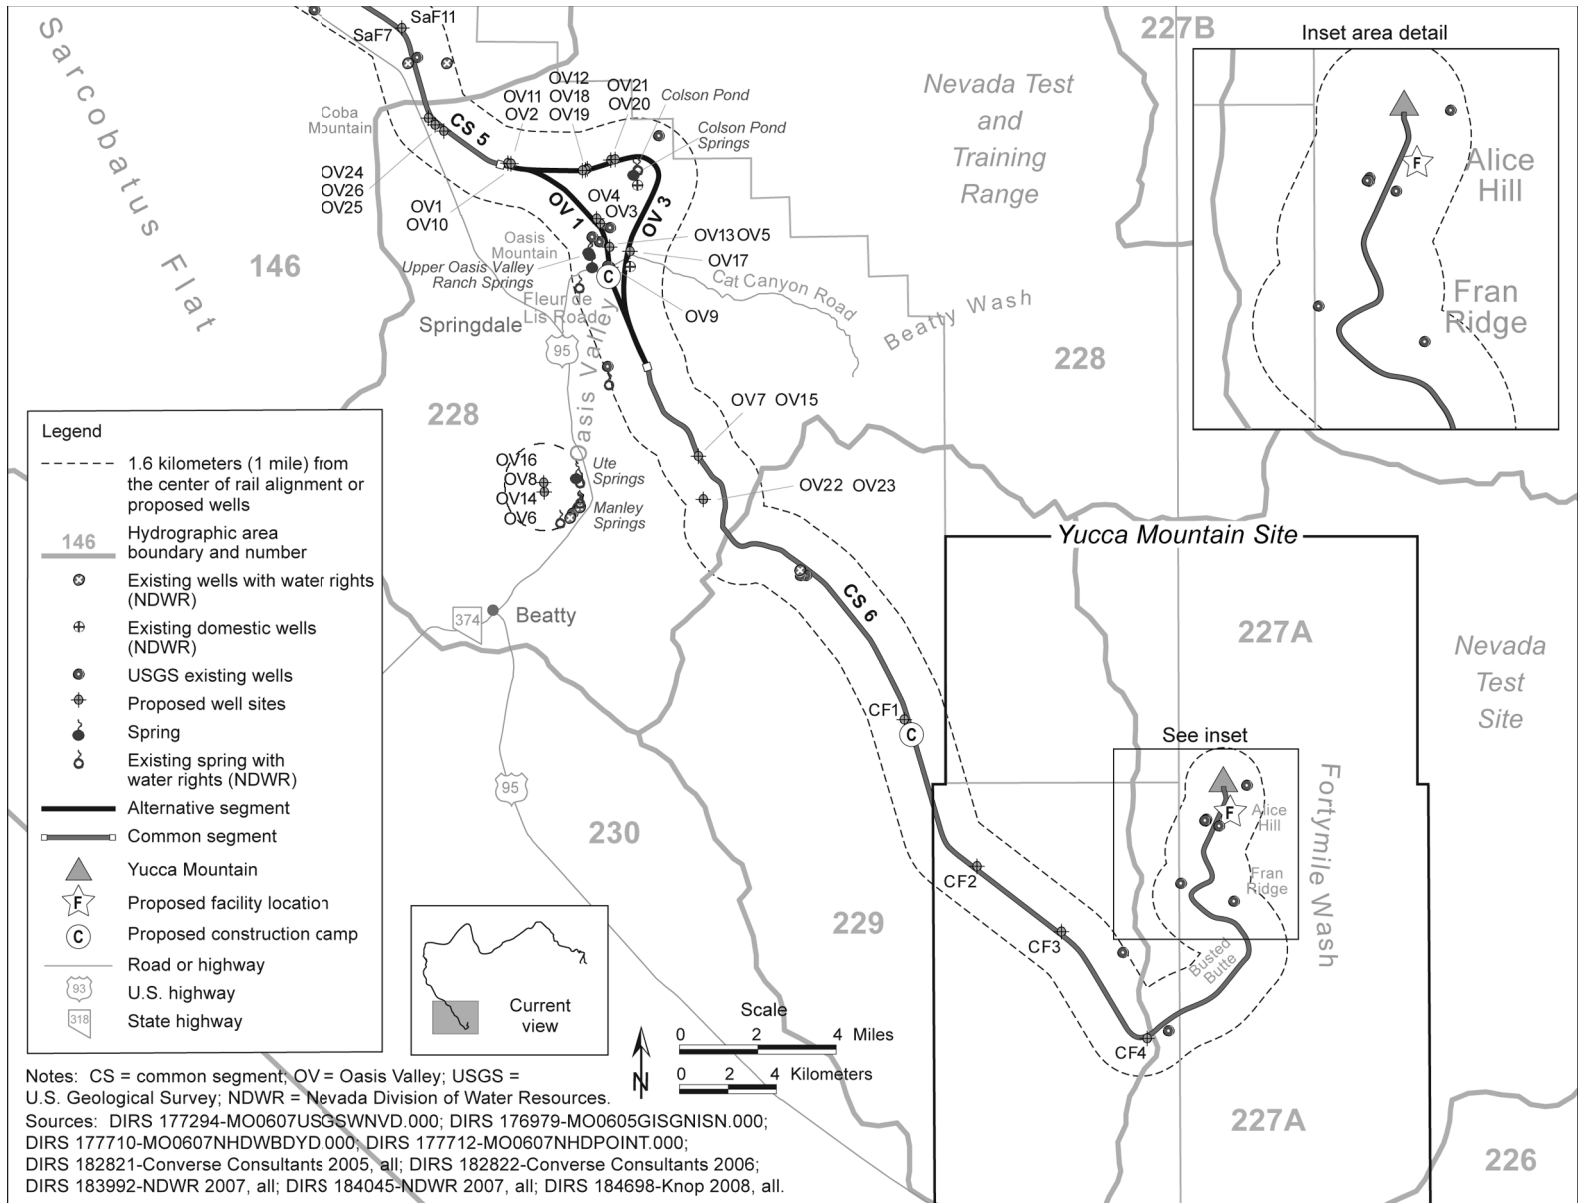 SaF11
SaF7
Sarcobatus Flat
146
Coba
Mountain
CS 5
OV24
OV26
OV25
OV11
OV2
OV12
OV18
OV19
OV21
OV20
Colson Pond
Colson Pond
Springs
OV1
OV10
OV 1
OV4
OV3
OV 3
OV13 OV5
OV17
Oasis
Mountain
Upper Oasis Valley
Ranch Springs
C
Cat Canyon Road
Fleur de
Lis Road
Springdale
OV9
95
Oasis Valley
Beatty Wash
Nevada Test
and
Training
Range
227B
228
228
OV7 OV15
OV22 OV23
OV16
OV8
OV14
OV6
Ute
Springs
Manley
Springs
374
Beatty
CS 6
CF1
C
95
230
229
CF2
CF3
CF4
Yucca Mountain Site
227A
Nevada
Test
Site
See inset
F
Alice
Hill
Fran
Ridge
Busted
Butte
Fortymile Wash
227A
226
Inset area detail
F
Alice
Hill
Fran
Ridge
Legend
1.6 kilometers (1 mile) from
the center of rail alignment or
proposed wells
146
Hydrographic area
boundary and number
Existing wells with water rights
(NDWR)
Existing domestic wells
(NDWR)
USGS existing wells
Proposed well sites
Spring
Existing spring with
water rights (NDWR)
Alternative segment
Common segment
Yucca Mountain
F Proposed facility location
C Proposed construction camp
Road or highway
93 U.S. highway
318 State highway
Current
view
N
Scale
0 2 4 Miles
0 2 4 Kilometers
Notes: CS = common segment; OV = Oasis Valley; USGS =
U.S. Geological Survey; NDWR = Nevada Division of Water Resources.
Sources: DIRS 177294-MO0607USGSWNVD.000; DIRS 176979-MO0605GISGNISN.000;
DIRS 177710-MO0607NHDWBDYD.000; DIRS 177712-MO0607NHDPOINT.000;
DIRS 182821-Converse Consultants 2005, all; DIRS 182822-Converse Consultants 2006;
DIRS 183992-NDWR 2007, all; DIRS 184045-NDWR 2007, all; DIRS 184698-Knop 2008, all.